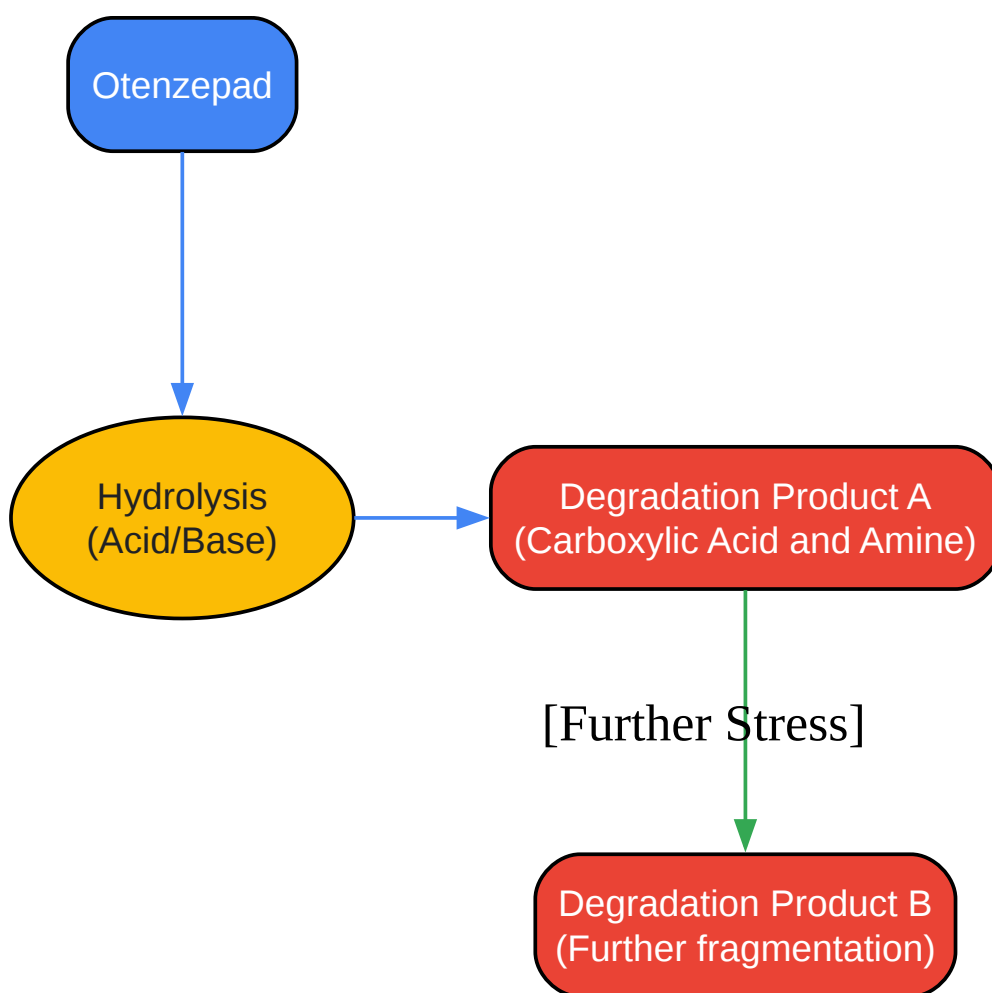 Otenzepad
Hydrolysis
(Acid/Base)
Degradation Product A
(Carboxylic Acid and Amine)
[Further Stress]
Degradation Product B
(Further fragmentation)